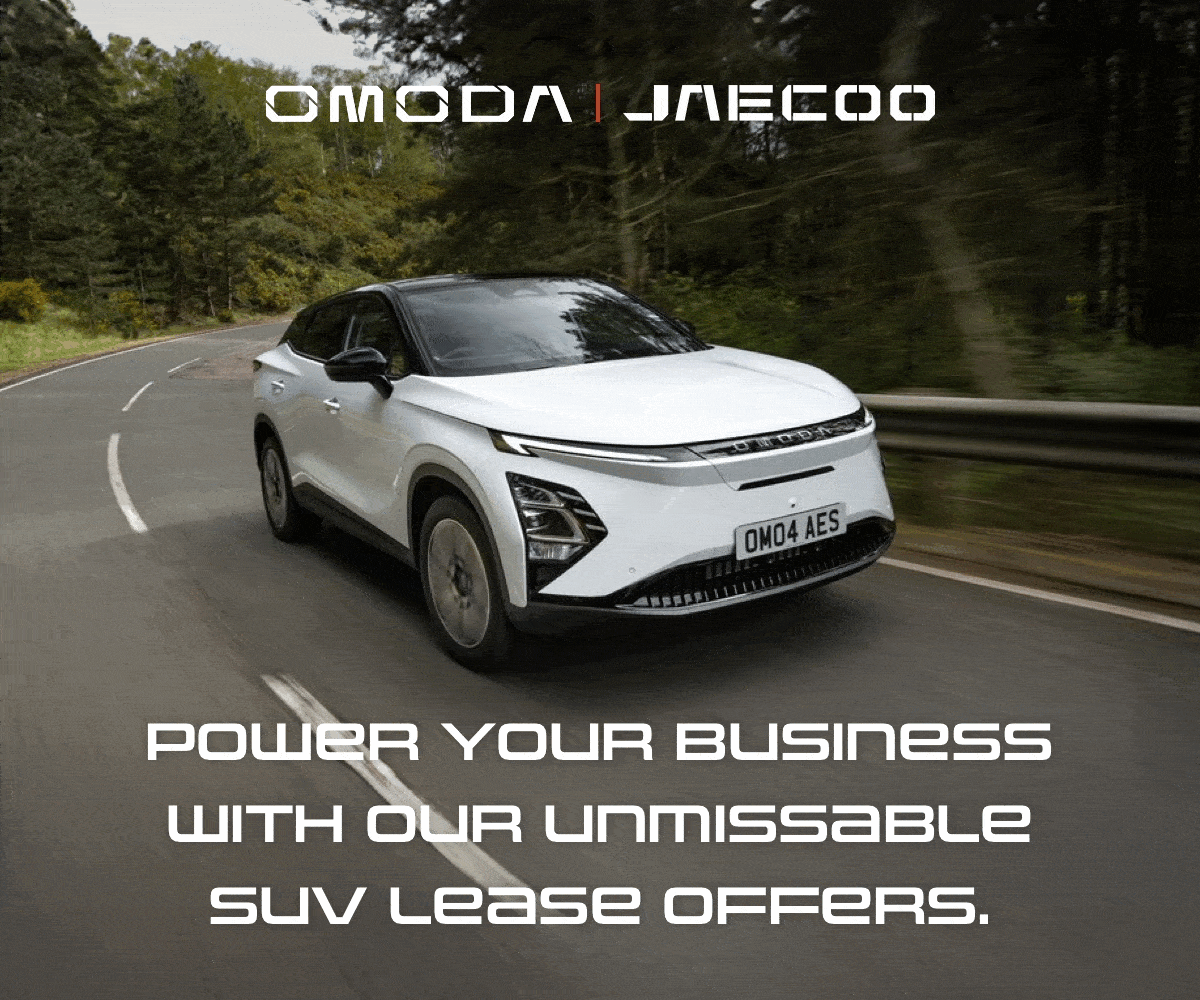 OMODA | JAECOO
OMODA
OM04 AES
POWER YOUR BUSINESS
WITH OUR UNMISSABLE
SUV LEASE OFFERS.